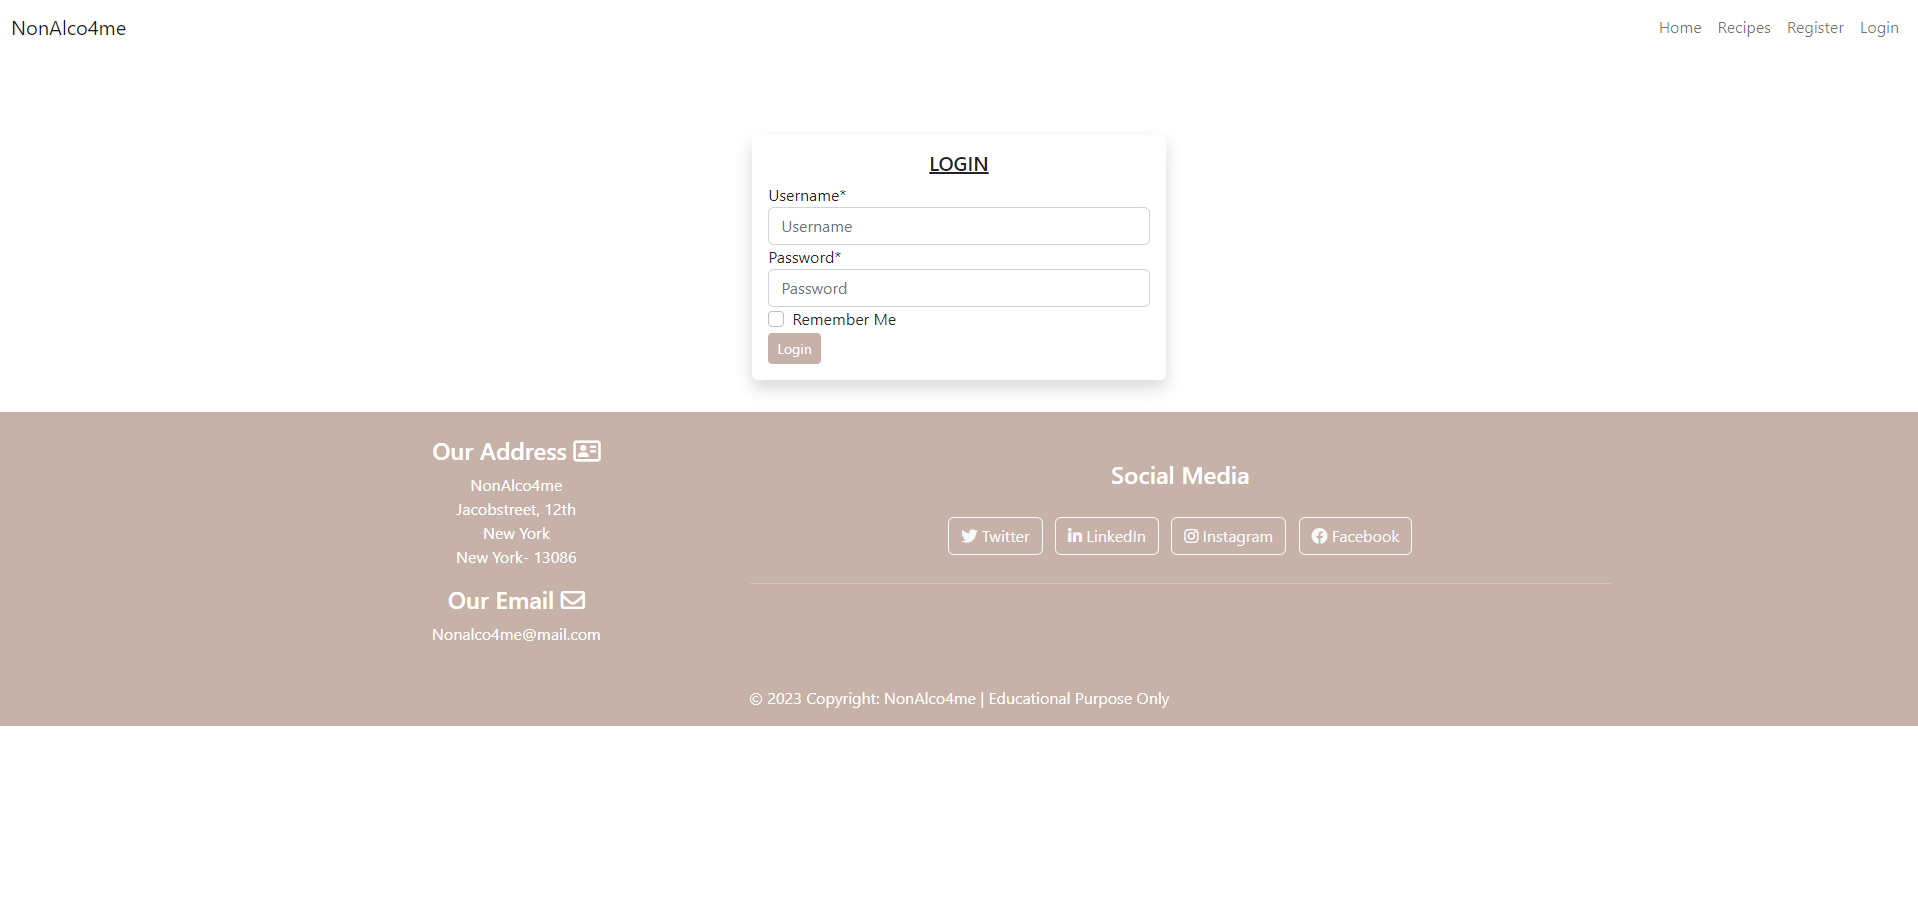 NonAlco4me
Home Recipes Register Login
LOGIN
Username*
Username
Password*
Password
Remember Me
Login
Our Address
NonAlco4me
Jacobstreet, 12th
New York
New York- 13086
Our Email
Nonalco4me@mail.com
Social Media
Twitter LinkedIn Instagram Facebook
© 2023 Copyright: NonAlco4me | Educational Purpose Only